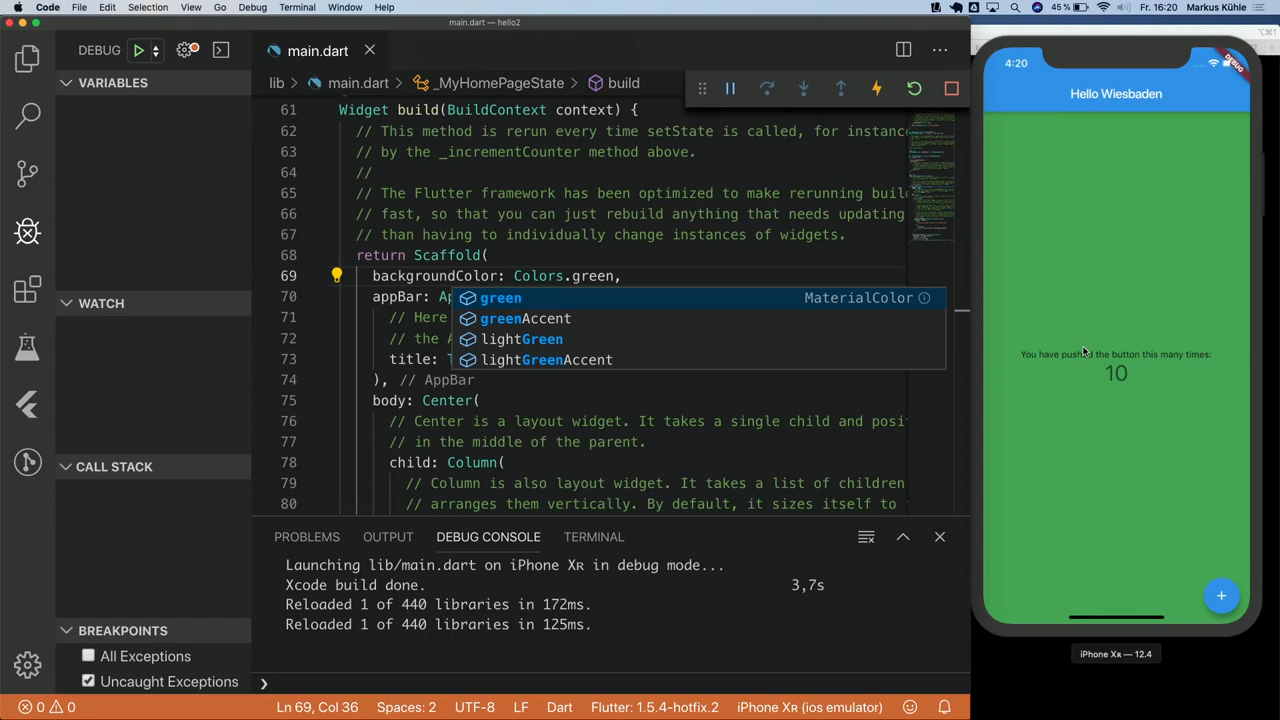 Code File Edit Selection View Go Debug Terminal Window Help 45 % Fr. 16:20 Markus Kühle
main.dart — hello2
⌥⌘1
DEBUG
main.dart
lib › main.dart › _MyHomePageState › build
VARIABLES
WATCH
CALL STACK
BREAKPOINTS
All Exceptions
Uncaught Exceptions
61 Widget build(BuildContext context) {
62 // This method is rerun every time setState is called, for instanc
63 // by the _incrementCounter method above.
64 //
65 // The Flutter framework has been optimized to make rerunning buil
66 // fast, so that you can just rebuild anything that needs updating
67 // than having to individually change instances of widgets.
68 return Scaffold(
69 backgroundColor: Colors.green,
70 appBar: Ap
71 // Here
72 // the A
73 title: T
74 ), // AppBar
75 body: Center(
76 // Center is a layout widget. It takes a single child and posi
77 // in the middle of the parent.
78 child: Column(
79 // Column is also layout widget. It takes a list of children
80 // arranges them vertically. By default, it sizes itself to
green MaterialColor
greenAccent
lightGreen
lightGreenAccent
PROBLEMS OUTPUT DEBUG CONSOLE TERMINAL
Launching lib/main.dart on iPhone Xʀ in debug mode...
Xcode build done. 3,7s
Reloaded 1 of 440 libraries in 172ms.
Reloaded 1 of 440 libraries in 125ms.
0 0 Ln 69, Col 36 Spaces: 2 UTF-8 LF Dart Flutter: 1.5.4-hotfix.2 iPhone Xʀ (ios emulator)
4:20
DEBUG
Hello Wiesbaden
You have pushed the button this many times:
10
+
iPhone Xʀ — 12.4